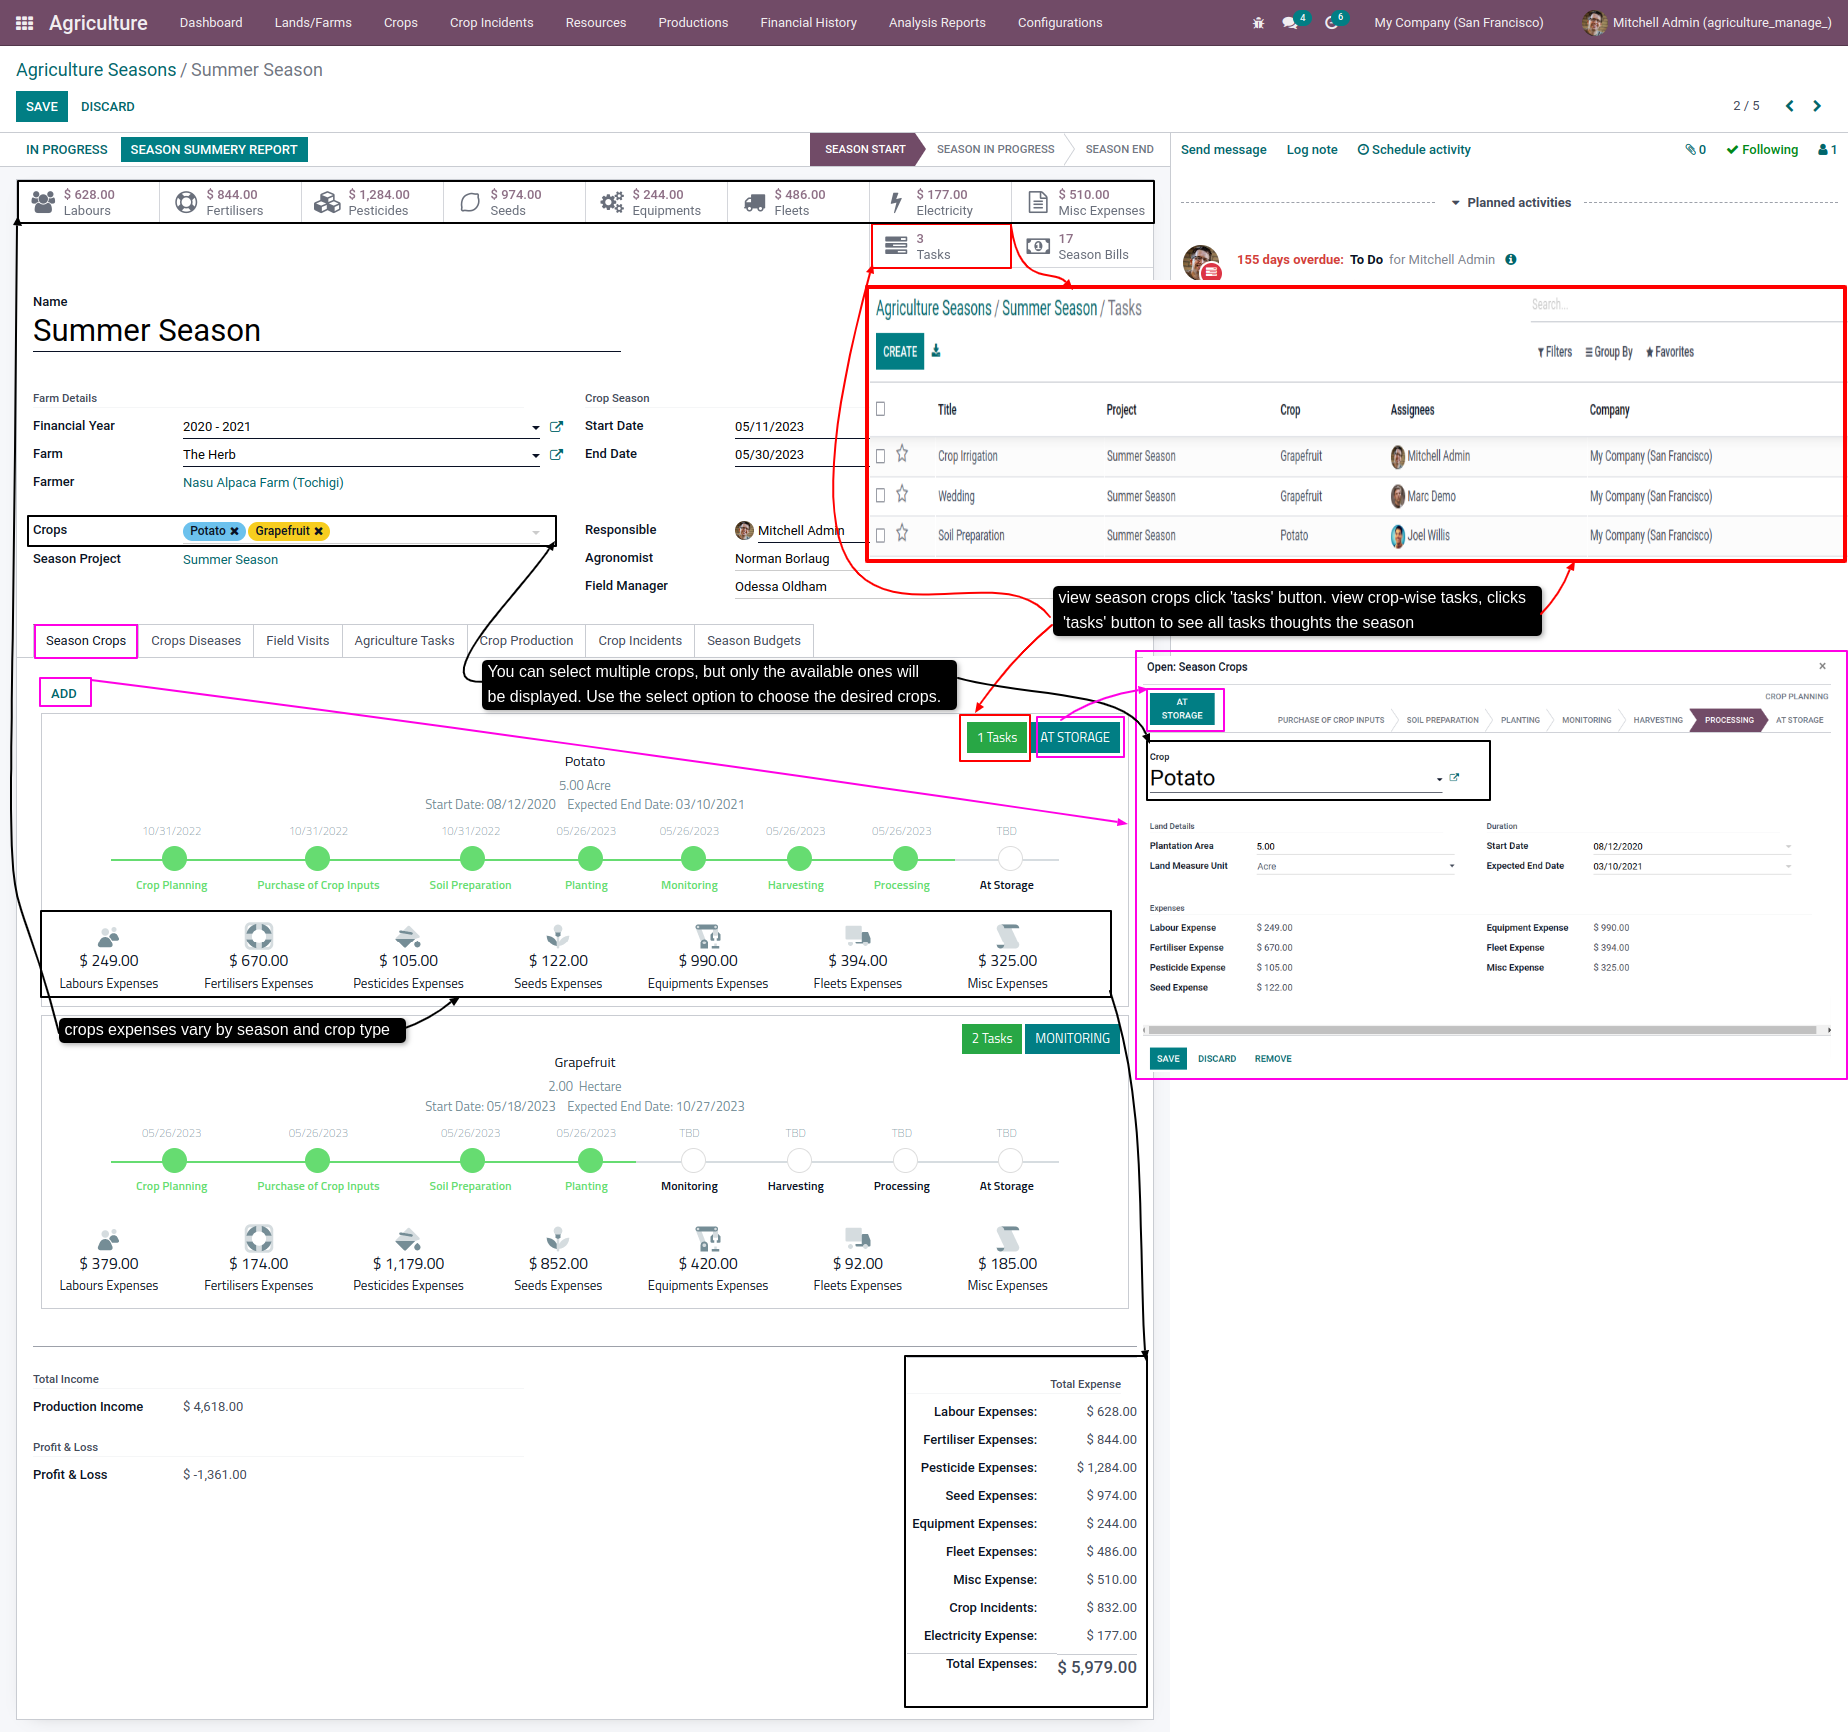 Agriculture Dashboard Lands/Farms Crops Crop Incidents Resources Productions Financial History Analysis Reports Configurations 4 6 My Company (San Francisco) Mitchell Admin (agriculture_manage_)
Agriculture Seasons / Summer Season
SAVE DISCARD 2 / 5
IN PROGRESS SEASON SUMMERY REPORT SEASON START SEASON IN PROGRESS SEASON END Send message Log note Schedule activity 0 Following 1
$ 628.00 $ 844.00 $ 1,284.00 $ 974.00 $ 244.00 $ 486.00 $ 177.00 $ 510.00
Labours Fertilisers Pesticides Seeds Equipments Fleets Electricity Misc Expenses
Planned activities
3 17
Tasks Season Bills
155 days overdue: To Do for Mitchell Admin
Name
Summer Season
Farm Details Crop Season
Financial Year 2020 - 2021 Start Date 05/11/2023
Farm The Herb End Date 05/30/2023
Farmer Nasu Alpaca Farm (Tochigi)
Crops Potato ✖ Grapefruit ✖ Responsible Mitchell Admin
Season Project Summer Season Agronomist Norman Borlaug
Field Manager Odessa Oldham
Agriculture Seasons / Summer Season / Tasks Search...
CREATE Filters Group By Favorites
Title Project Crop Assignees Company
Crop Irrigation Summer Season Grapefruit Mitchell Admin My Company (San Francisco)
Wedding Summer Season Grapefruit Marc Demo My Company (San Francisco)
Soil Preparation Summer Season Potato Joel Willis My Company (San Francisco)
view season crops click 'tasks' button. view crop-wise tasks, clicks
'tasks' button to see all tasks thoughts the season
Season Crops Crops Diseases Field Visits Agriculture Tasks Crop Production Crop Incidents Season Budgets
You can select multiple crops, but only the available ones will
be displayed. Use the select option to choose the desired crops.
ADD
1 Tasks AT STORAGE
Potato
5.00 Acre
Start Date: 08/12/2020 Expected End Date: 03/10/2021
10/31/2022 10/31/2022 10/31/2022 05/26/2023 05/26/2023 05/26/2023 05/26/2023 TBD
Crop Planning Purchase of Crop Inputs Soil Preparation Planting Monitoring Harvesting Processing At Storage
$ 249.00 $ 670.00 $ 105.00 $ 122.00 $ 990.00 $ 394.00 $ 325.00
Labours Expenses Fertilisers Expenses Pesticides Expenses Seeds Expenses Equipments Expenses Fleets Expenses Misc Expenses
crops expenses vary by season and crop type
2 Tasks MONITORING
Grapefruit
2.00 Hectare
Start Date: 05/18/2023 Expected End Date: 10/27/2023
05/26/2023 05/26/2023 05/26/2023 05/26/2023 TBD TBD TBD TBD
Crop Planning Purchase of Crop Inputs Soil Preparation Planting Monitoring Harvesting Processing At Storage
$ 379.00 $ 174.00 $ 1,179.00 $ 852.00 $ 420.00 $ 92.00 $ 185.00
Labours Expenses Fertilisers Expenses Pesticides Expenses Seeds Expenses Equipments Expenses Fleets Expenses Misc Expenses
Open: Season Crops ×
CROP PLANNING
AT STORAGE PURCHASE OF CROP INPUTS SOIL PREPARATION PLANTING MONITORING HARVESTING PROCESSING AT STORAGE
Crop
Potato
Land Details Duration
Plantation Area 5.00 Start Date 08/12/2020
Land Measure Unit Acre Expected End Date 03/10/2021
Expenses
Labour Expense $ 249.00 Equipment Expense $ 990.00
Fertiliser Expense $ 670.00 Fleet Expense $ 394.00
Pesticide Expense $ 105.00 Misc Expense $ 325.00
Seed Expense $ 122.00
SAVE DISCARD REMOVE
Total Income
Production Income $ 4,618.00
Profit & Loss
Profit & Loss $ -1,361.00
Total Expense
Labour Expenses: $ 628.00
Fertiliser Expenses: $ 844.00
Pesticide Expenses: $ 1,284.00
Seed Expenses: $ 974.00
Equipment Expenses: $ 244.00
Fleet Expenses: $ 486.00
Misc Expense: $ 510.00
Crop Incidents: $ 832.00
Electricity Expense: $ 177.00
Total Expenses: $ 5,979.00